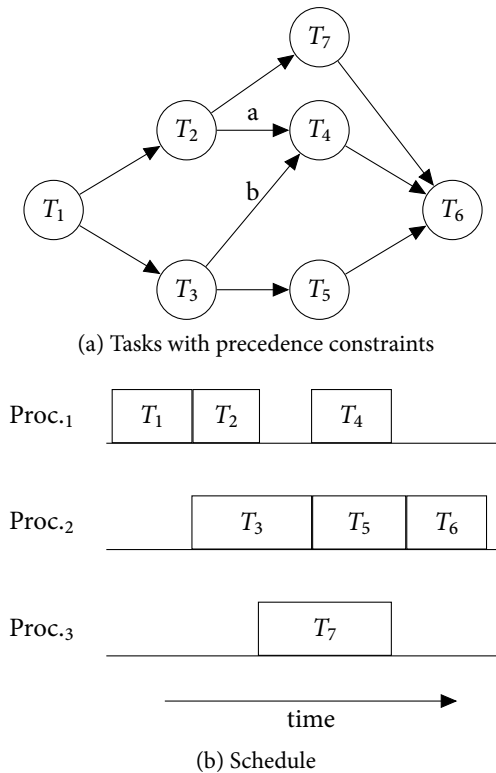 T7
T2 a T4
T1 b T6
T3 T5
(a) Tasks with precedence constraints
Proc.1 T1 T2 T4
Proc.2 T3 T5 T6
Proc.3 T7
time
(b) Schedule